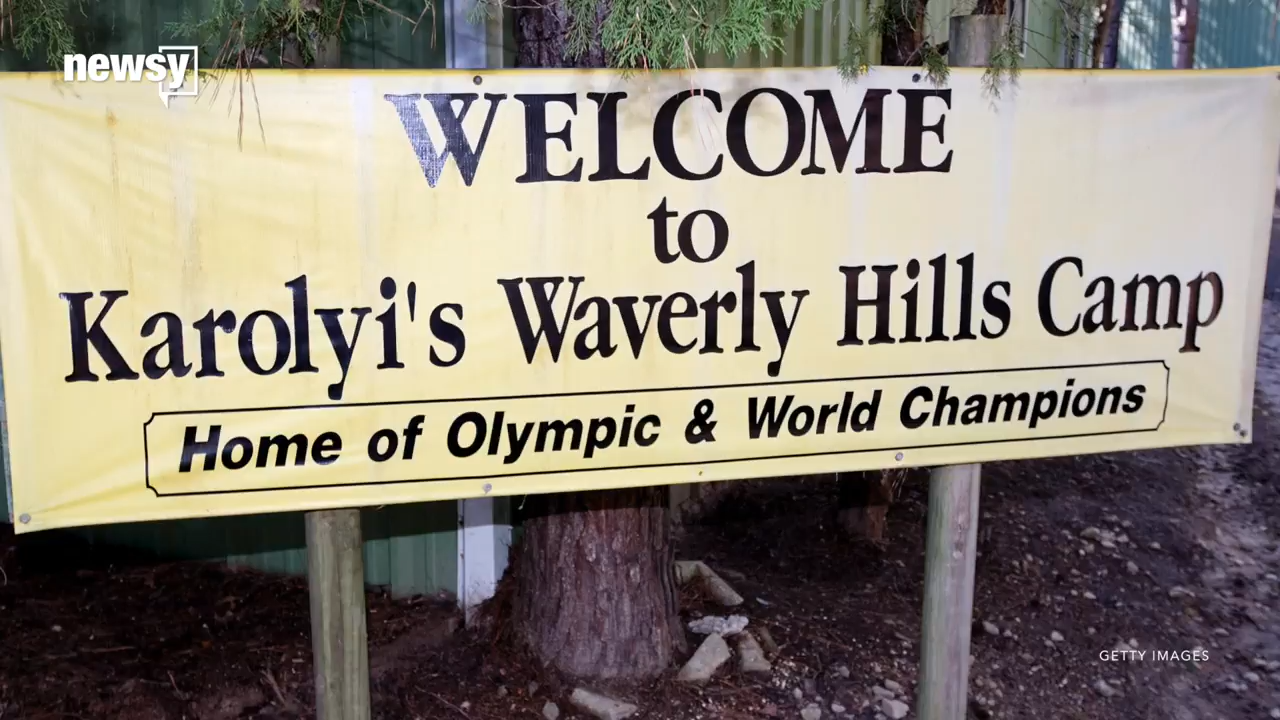 newsy
WELCOME
to
Karolyi's Waverly Hills Camp
Home of Olympic & World Champions
GETTY IMAGES